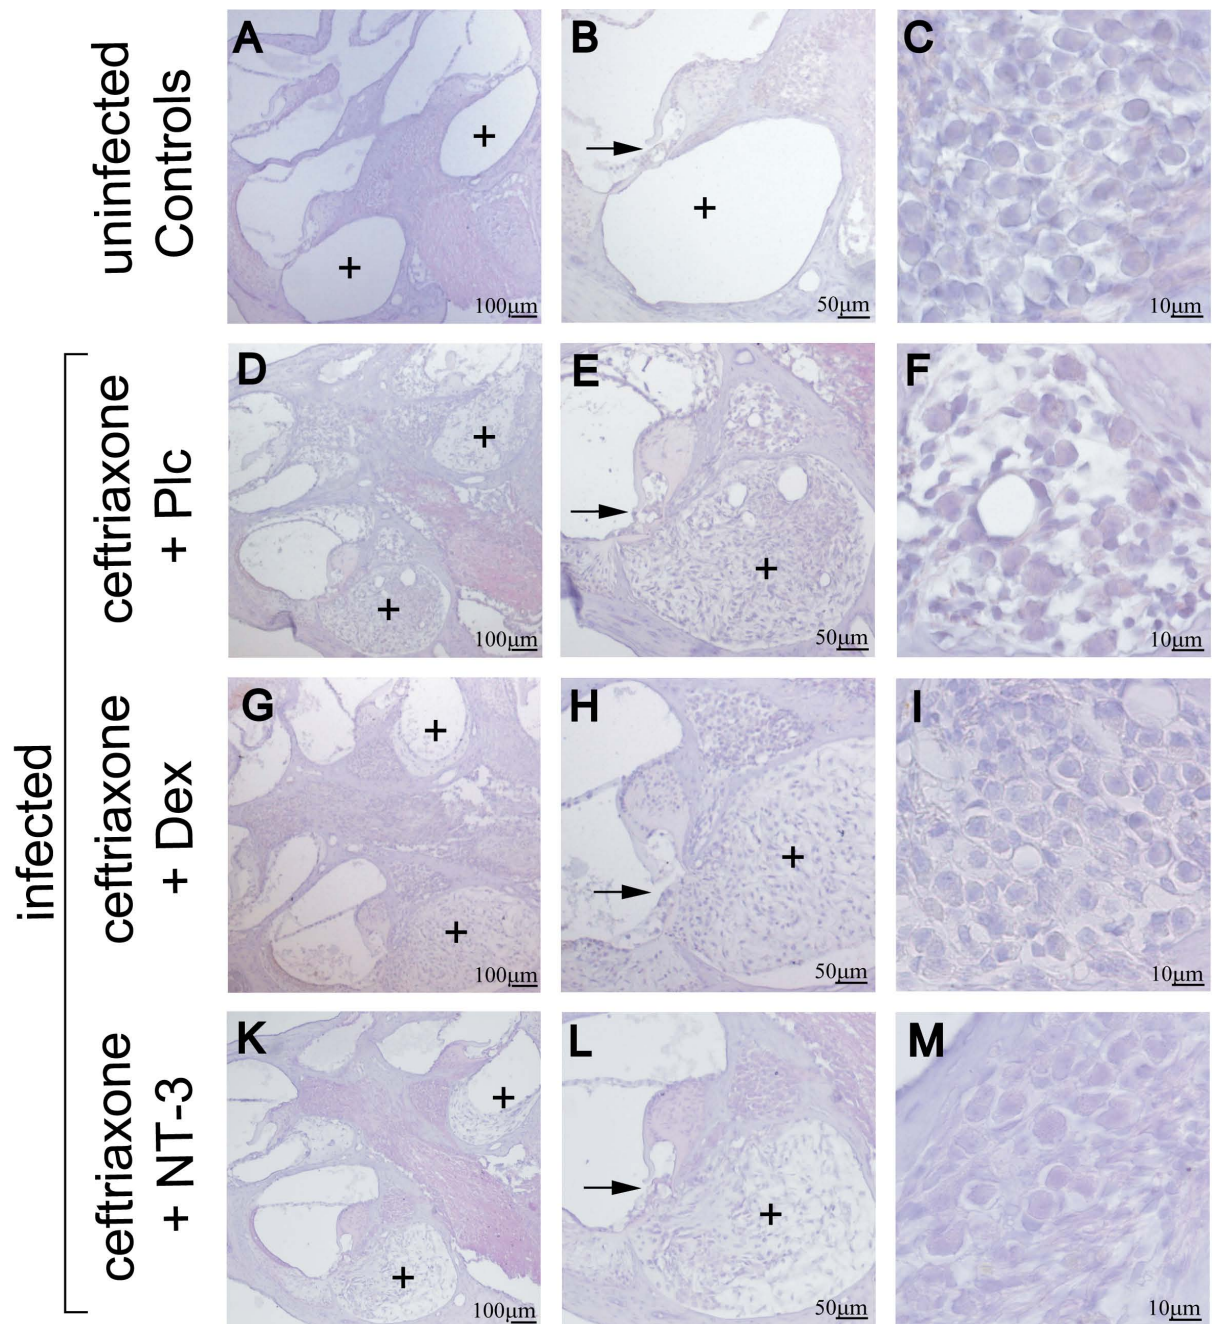 uninfected
Controls
A
+
+
100μm
B
+
50μm
C
10μm
infected
ceftriaxone
+ Plc
D
+
+
100μm
E
+
50μm
F
10μm
ceftriaxone
+ Dex
G
+
+
100μm
H
+
50μm
I
10μm
ceftriaxone
+ NT-3
K
+
+
100μm
L
+
50μm
M
10μm